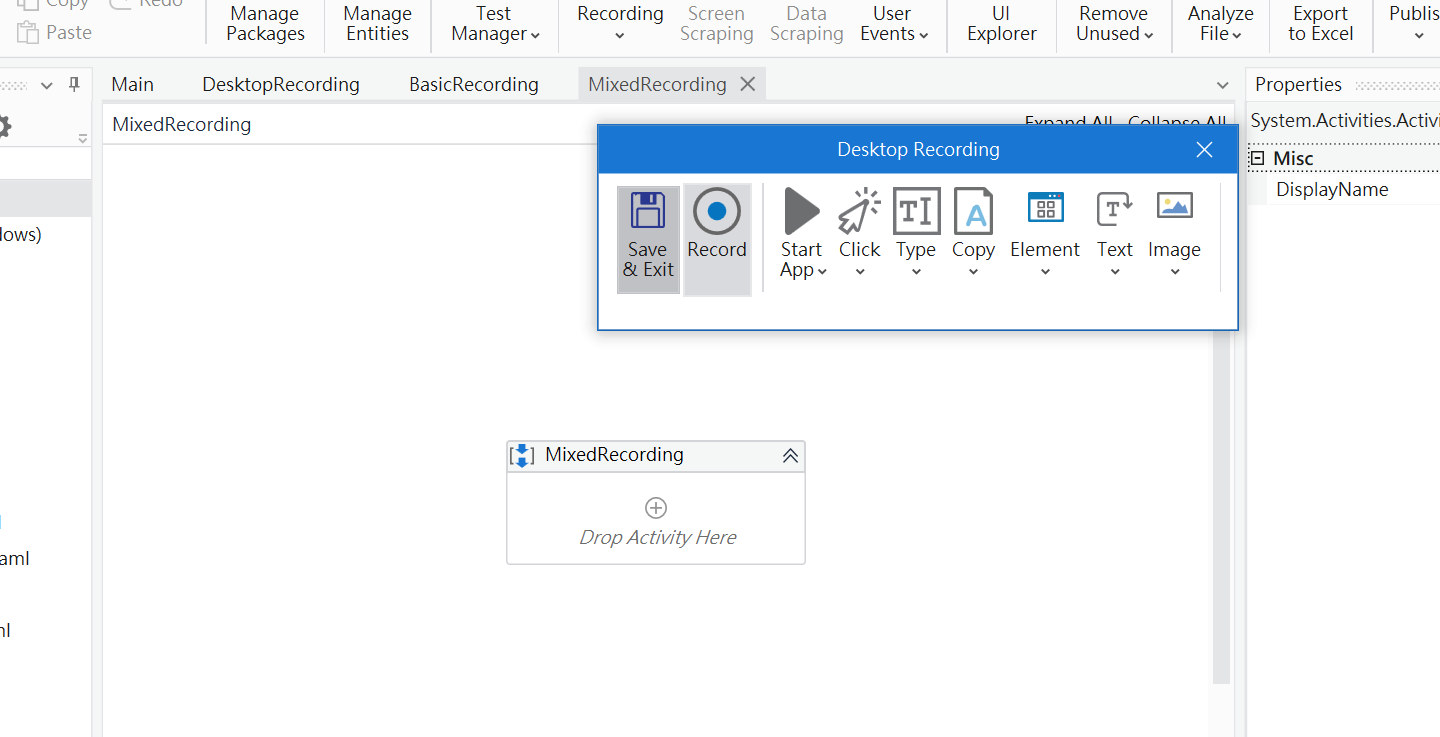 Copy Redo
Paste
Manage
Packages
Manage
Entities
Test
Manager
Recording
Screen
Scraping
Data
Scraping
User
Events
UI
Explorer
Remove
Unused
Analyze
File
Export
to Excel
Publis
Main DesktopRecording BasicRecording MixedRecording
MixedRecording
Expand All Collapse All
Desktop Recording
Save
& Exit
Record
Start
App
Click
Type
Copy
Element
Text
Image
MixedRecording
Drop Activity Here
Properties
System.Activities.Activi
Misc
DisplayName
lows)
aml